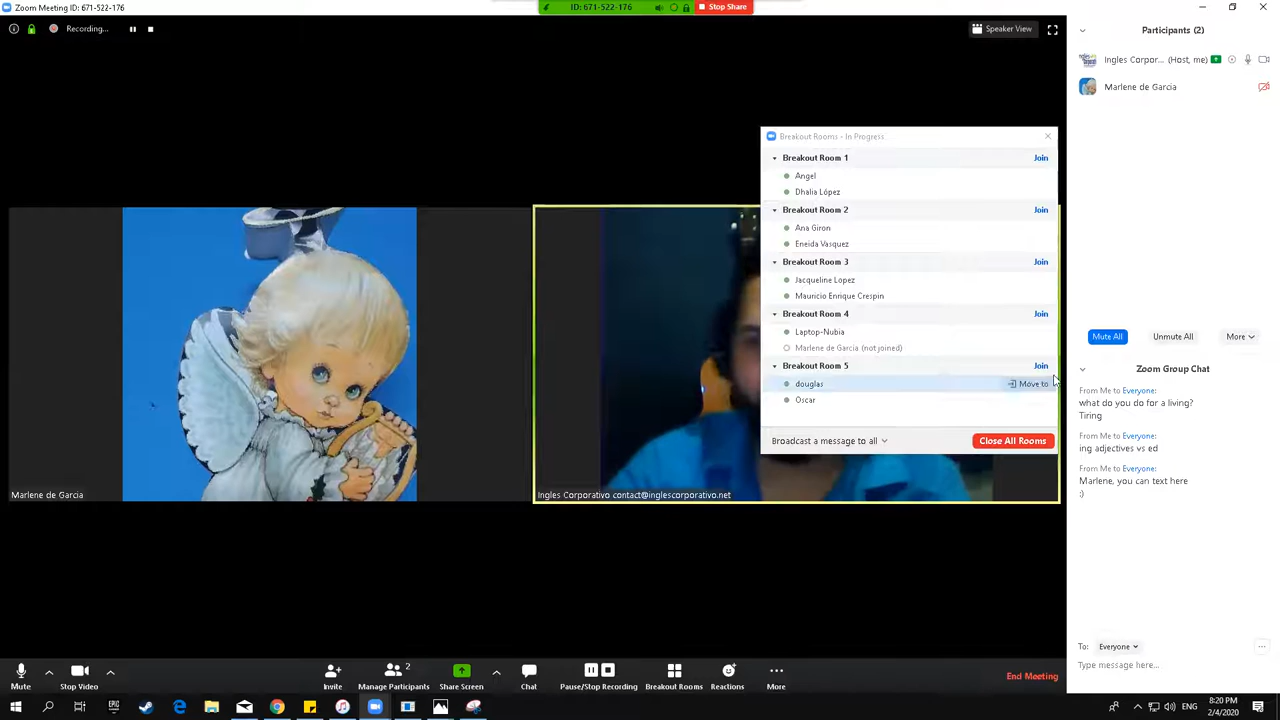 Zoom Meeting ID: 671-522-176
ID: 671-522-176
Stop Share
Recording...
Speaker View
Participants (2)
Ingles Corpor... (Host, me)
Marlene de Garcia
Breakout Rooms - In Progress
Breakout Room 1
Join
Angel
Dhalia López
Breakout Room 2
Join
Ana Giron
Eneida Vasquez
Breakout Room 3
Join
Jacqueline Lopez
Mauricio Enrique Crespin
Breakout Room 4
Join
Laptop-Nubia
Marlene de Garcia (not joined)
Breakout Room 5
Join
douglas
Move to
Oscar
Broadcast a message to all
Close All Rooms
Marlene de Garcia
Ingles Corporativo contact@inglescorporativo.net
Mute All
Unmute All
More
Zoom Group Chat
From Me to Everyone:
what do you do for a living?
Tiring
From Me to Everyone:
ing adjectives vs ed
From Me to Everyone:
Marlene, you can text here
:)
To: Everyone
Type message here...
Mute
Stop Video
Invite
2
Manage Participants
Share Screen
Chat
Pause/Stop Recording
Breakout Rooms
Reactions
More
End Meeting
EPIC
8:20 PM
2/4/2020